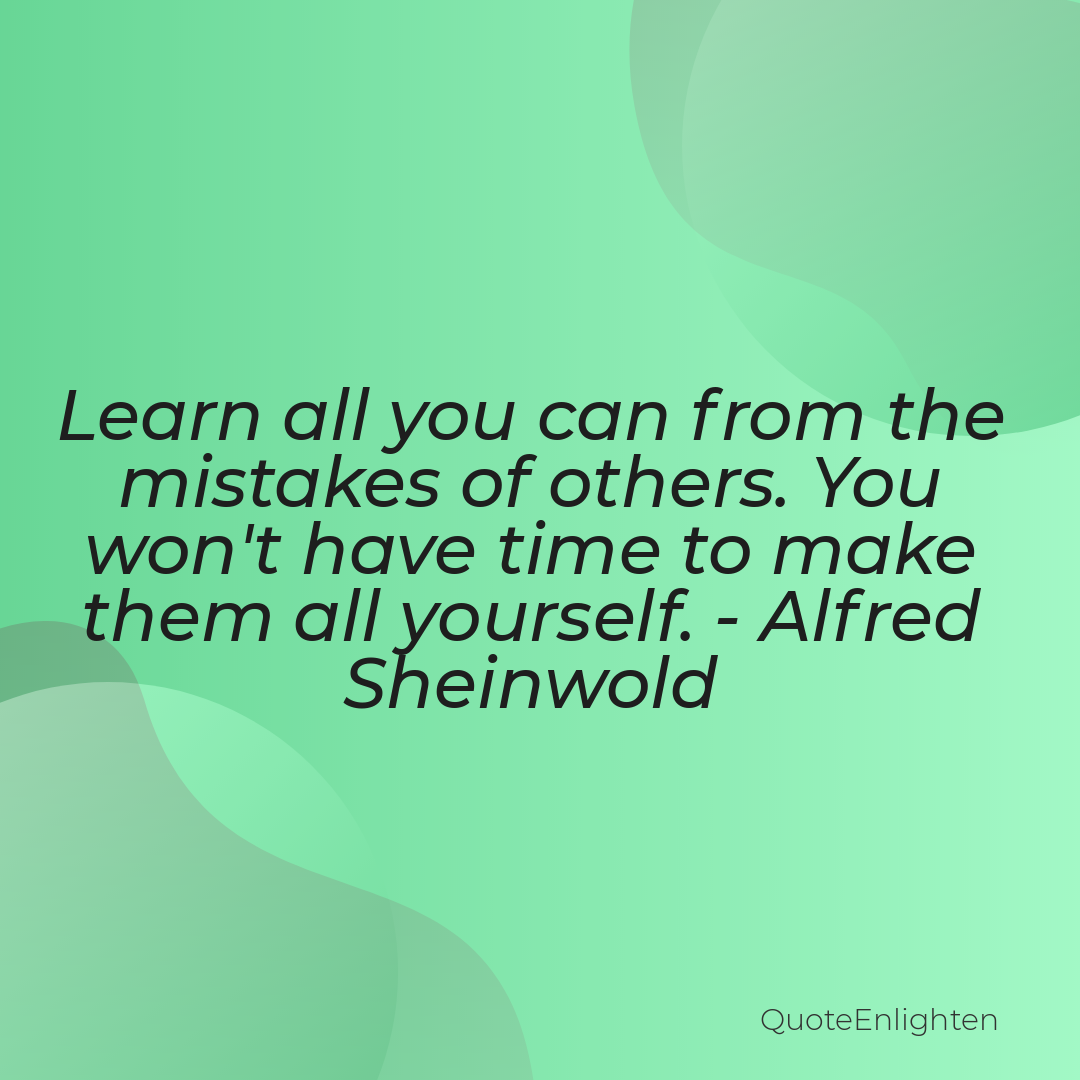 Learn all you can from the
mistakes of others. You
won't have time to make
them all yourself. - Alfred
Sheinwold
QuoteEnlighten